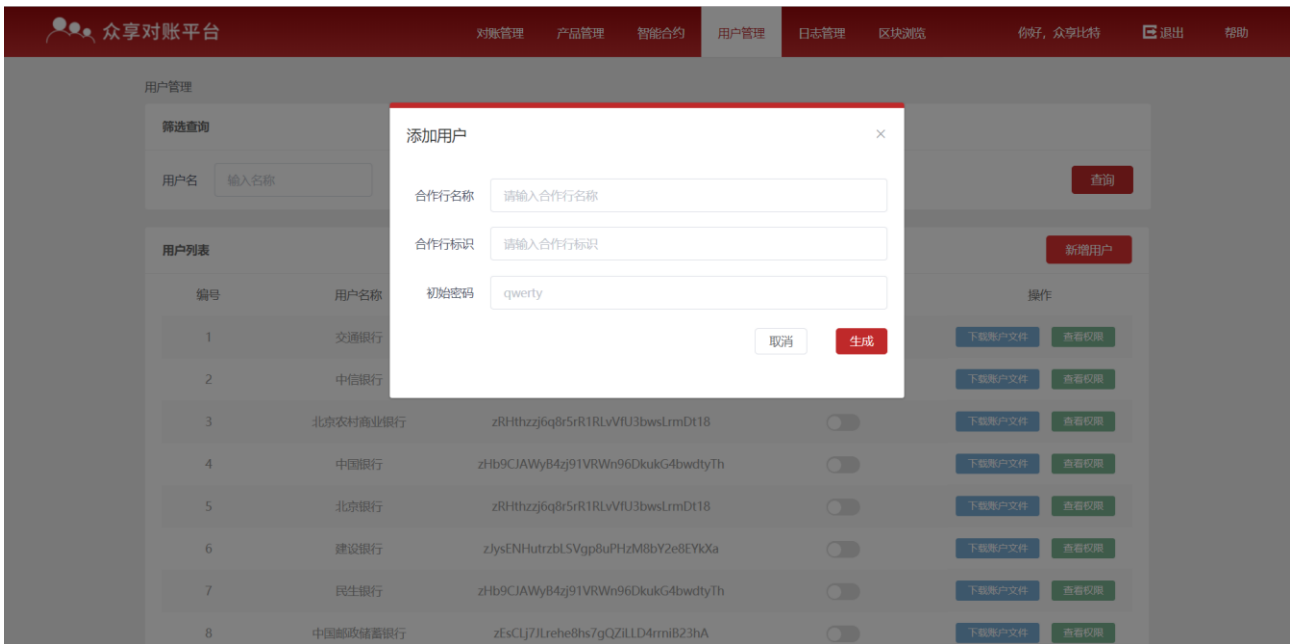 众享对账平台 对账管理 产品管理 智能合约 用户管理 日志管理 区块浏览 你好，众享比特 退出 帮助
用户管理
筛选查询
用户名 输入名称 查询
添加用户 ×
合作行名称 请输入合作行名称
合作行标识 请输入合作行标识
初始密码 qwerty
取消 生成
用户列表 新增用户
编号 用户名称 操作
1 交通银行 下载账户文件 查看权限
2 中信银行 下载账户文件 查看权限
3 北京农村商业银行 zRHthzzj6q8r5rR1RLvVfU3bwsLrmDt18 下载账户文件 查看权限
4 中国银行 zHb9CJAWyB4zj91VRWn96DkukG4bwdtyTh 下载账户文件 查看权限
5 北京银行 zRHthzzj6q8r5rR1RLvVfU3bwsLrmDt18 下载账户文件 查看权限
6 建设银行 zJysENHutrzbLSVgp8uPHzM8bY2e8EYkXa 下载账户文件 查看权限
7 民生银行 zHb9CJAWyB4zj91VRWn96DkukG4bwdtyTh 下载账户文件 查看权限
8 中国邮政储蓄银行 下载账户文件 查看权限